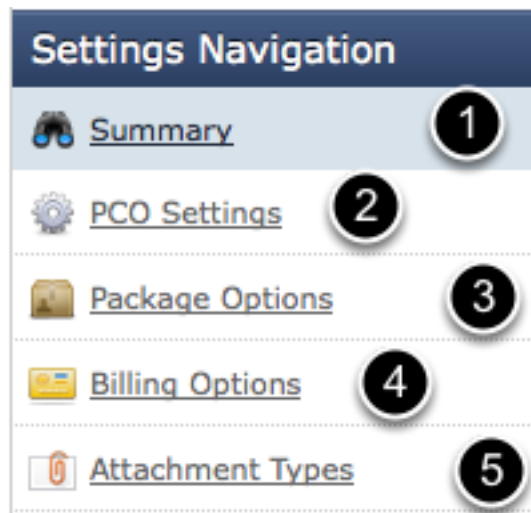 Settings Navigation
Summary 1
PCO Settings 2
Package Options 3
Billing Options 4
Attachment Types 5